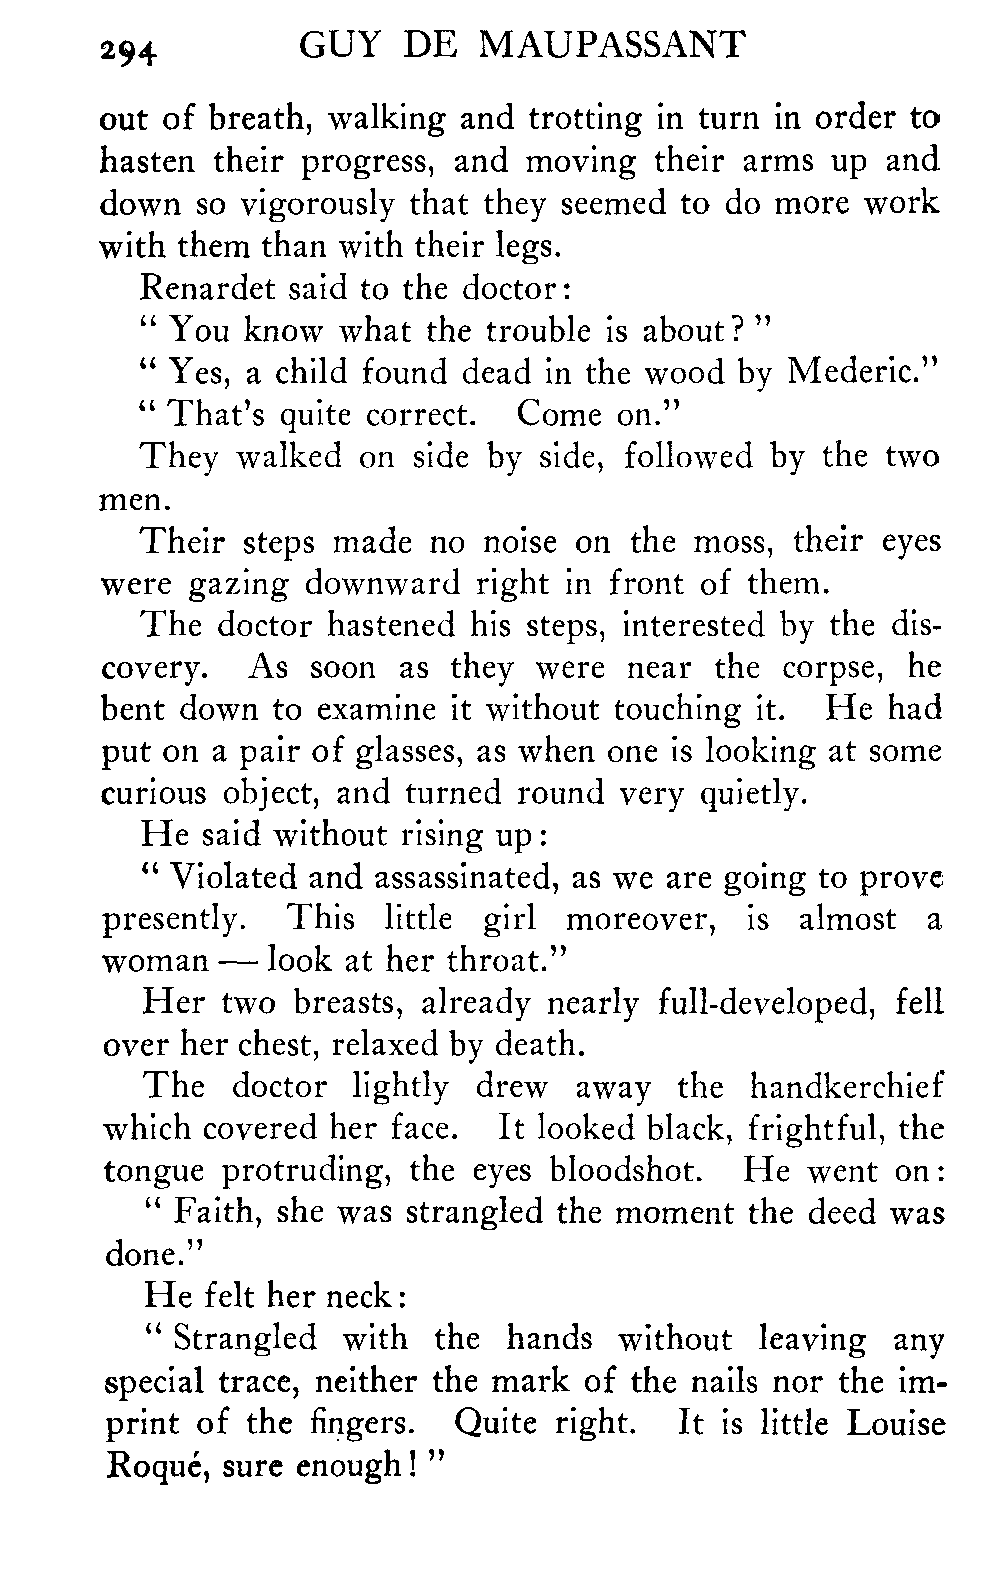 294 GUY DE MAUPASSANT
out of breath, walking and trotting in turn in order to
hasten their progress, and moving their arms up and
down so vigorously that they seemed to do more work
with them than with their legs.
Renardet said to the doctor:
“ You know what the trouble is about? ”
“ Yes, a child found dead in the wood by Mederic.”
“ That's quite correct. Come on.”
They walked on side by side, followed by the two
men.
Their steps made no noise on the moss, their eyes
were gazing downward right in front of them.
The doctor hastened his steps, interested by the dis-
covery. As soon as they were near the corpse, he
bent down to examine it without touching it. He had
put on a pair of glasses, as when one is looking at some
curious object, and turned round very quietly.
He said without rising up:
“ Violated and assassinated, as we are going to prove
presently. This little girl moreover, is almost a
woman — look at her throat.”
Her two breasts, already nearly full-developed, fell
over her chest, relaxed by death.
The doctor lightly drew away the handkerchief
which covered her face. It looked black, frightful, the
tongue protruding, the eyes bloodshot. He went on:
“ Faith, she was strangled the moment the deed was
done.”
He felt her neck:
“ Strangled with the hands without leaving any
special trace, neither the mark of the nails nor the im-
print of the fingers. Quite right. It is little Louise
Roqué, sure enough! ”